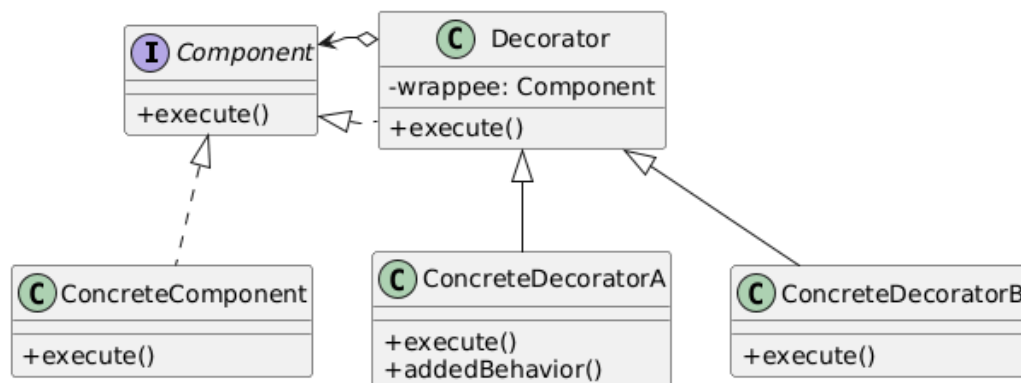 I Component
+execute()
C Decorator
-wrappee: Component
+execute()
C ConcreteComponent
+execute()
C ConcreteDecoratorA
+execute()
+addedBehavior()
C ConcreteDecoratorB
+execute()